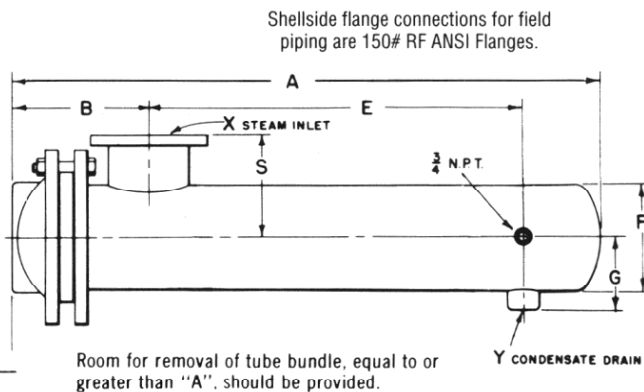 Shellside flange connections for field
piping are 150# RF ANSI Flanges.
A
B
E
X STEAM INLET
S
3/4 N.P.T.
F
G
Y CONDENSATE DRAIN
Room for removal of tube bundle, equal to or
greater than "A", should be provided.